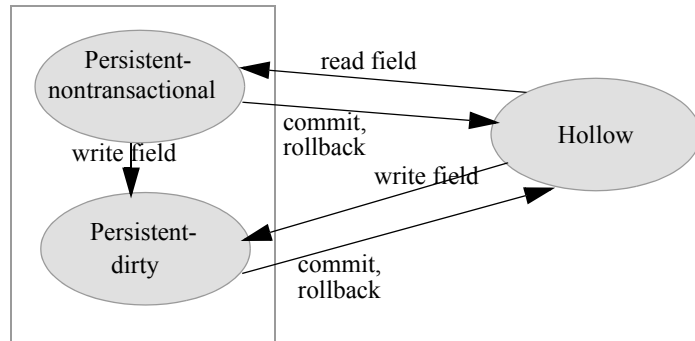 Persistent-
nontransactional
read field
commit,
rollback
Hollow
write field
write field
Persistent-
dirty
commit,
rollback